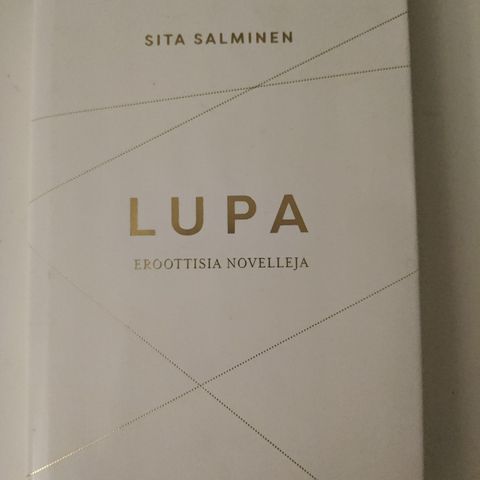 SITA SALMINEN
LUPA
EROOTTISIA NOVELLEJA